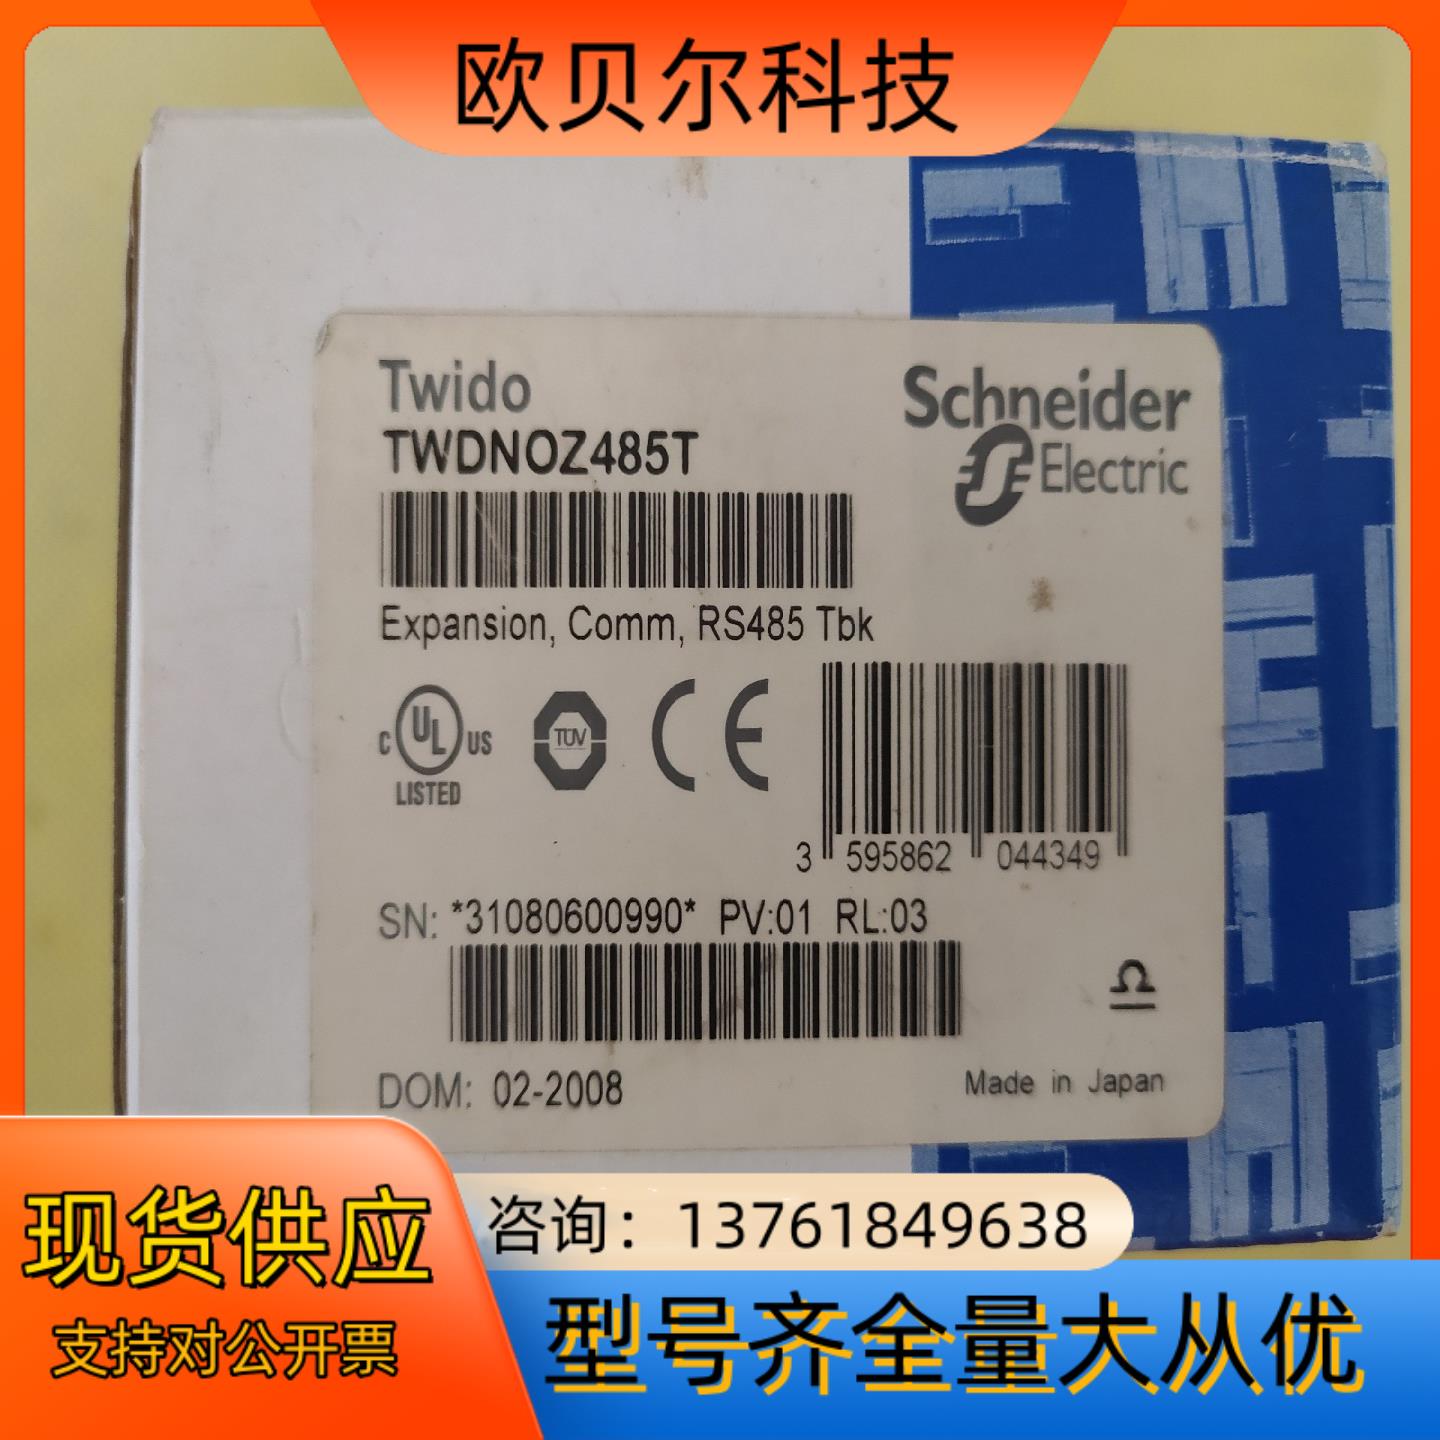 欧贝尔科技
Twido
TWDNOZ485T
Schneider
Electric
Expansion, Comm, RS485 Tbk
C UL US
LISTED
TÜV
CE
3 595862 044349
SN: *31080600990* PV:01 RL:03
DOM: 02-2008
Made in Japan
现货供应
支持对公开票
咨询：13761849638
型号齐全量大从优